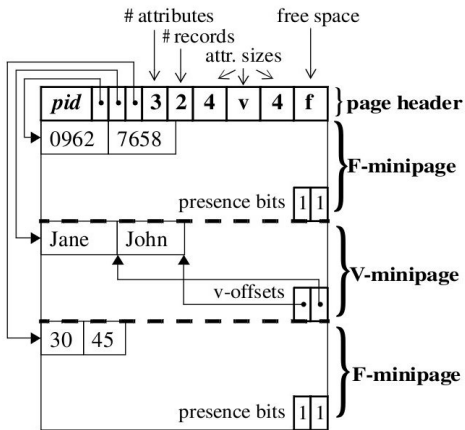 # attributes
# records
attr. sizes
free space
pid 3 2 4 v 4 f
page header
0962 7658
F-minipage
presence bits 1 1
Jane John
V-minipage
v-offsets
30 45
F-minipage
presence bits 1 1